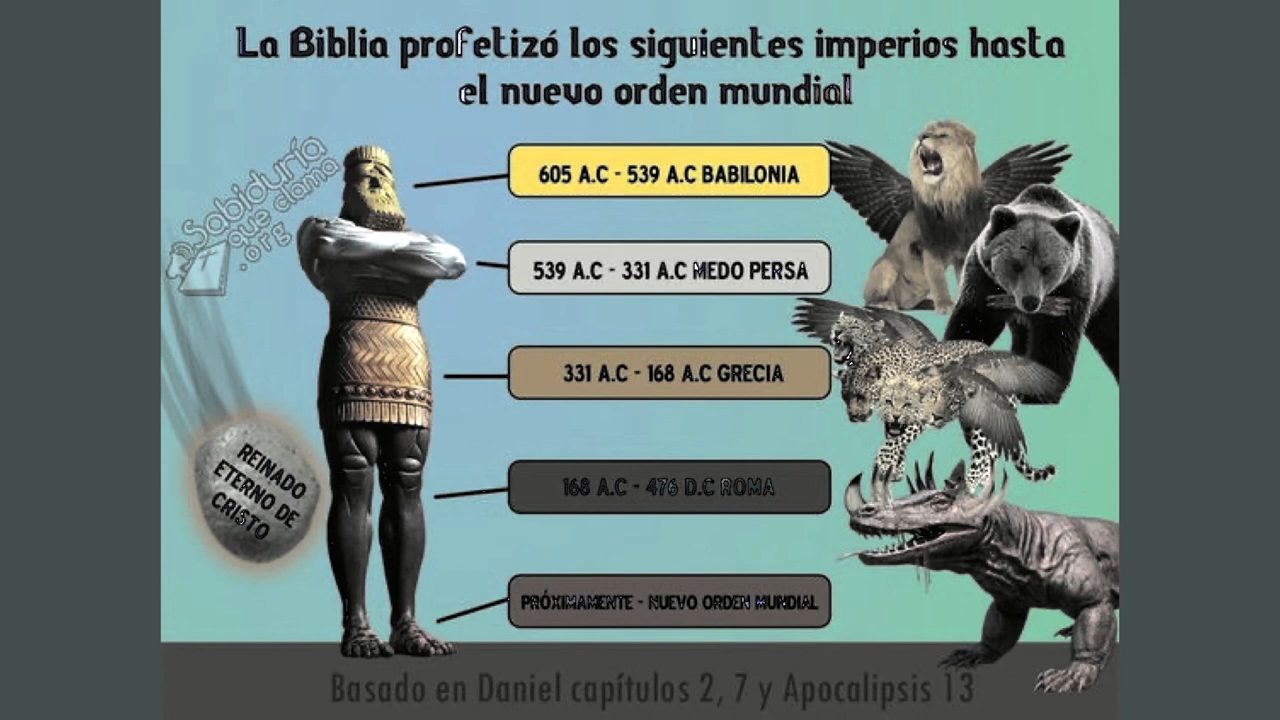 La Biblia profetizó los siguientes imperios hasta
el nuevo orden mundial
Sabiduría
que clama
.org
605 A.C - 539 A.C BABILONIA
539 A.C - 331 A.C MEDO PERSA
331 A.C - 168 A.C GRECIA
168 A.C - 476 D.C ROMA
PRÓXIMAMENTE - NUEVO ORDEN MUNDIAL
REINADO
ETERNO DE
CRISTO
Basado en Daniel capítulos 2, 7 y Apocalipsis 13